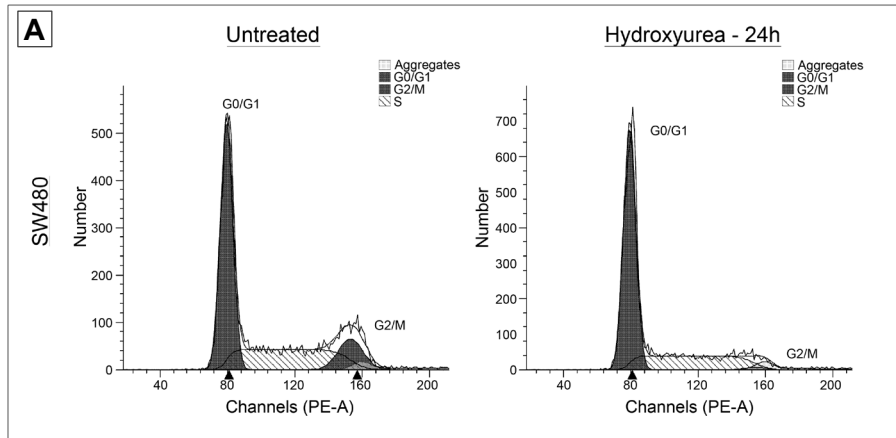 A
Untreated
Aggregates
G0/G1
G2/M
S
G0/G1
G2/M
SW480
Number
500
400
300
200
100
0
40
80
120
160
200
Channels (PE-A)
Hydroxyurea - 24h
Aggregates
G0/G1
G2/M
S
G0/G1
G2/M
Number
700
600
500
400
300
200
100
0
40
80
120
160
200
Channels (PE-A)